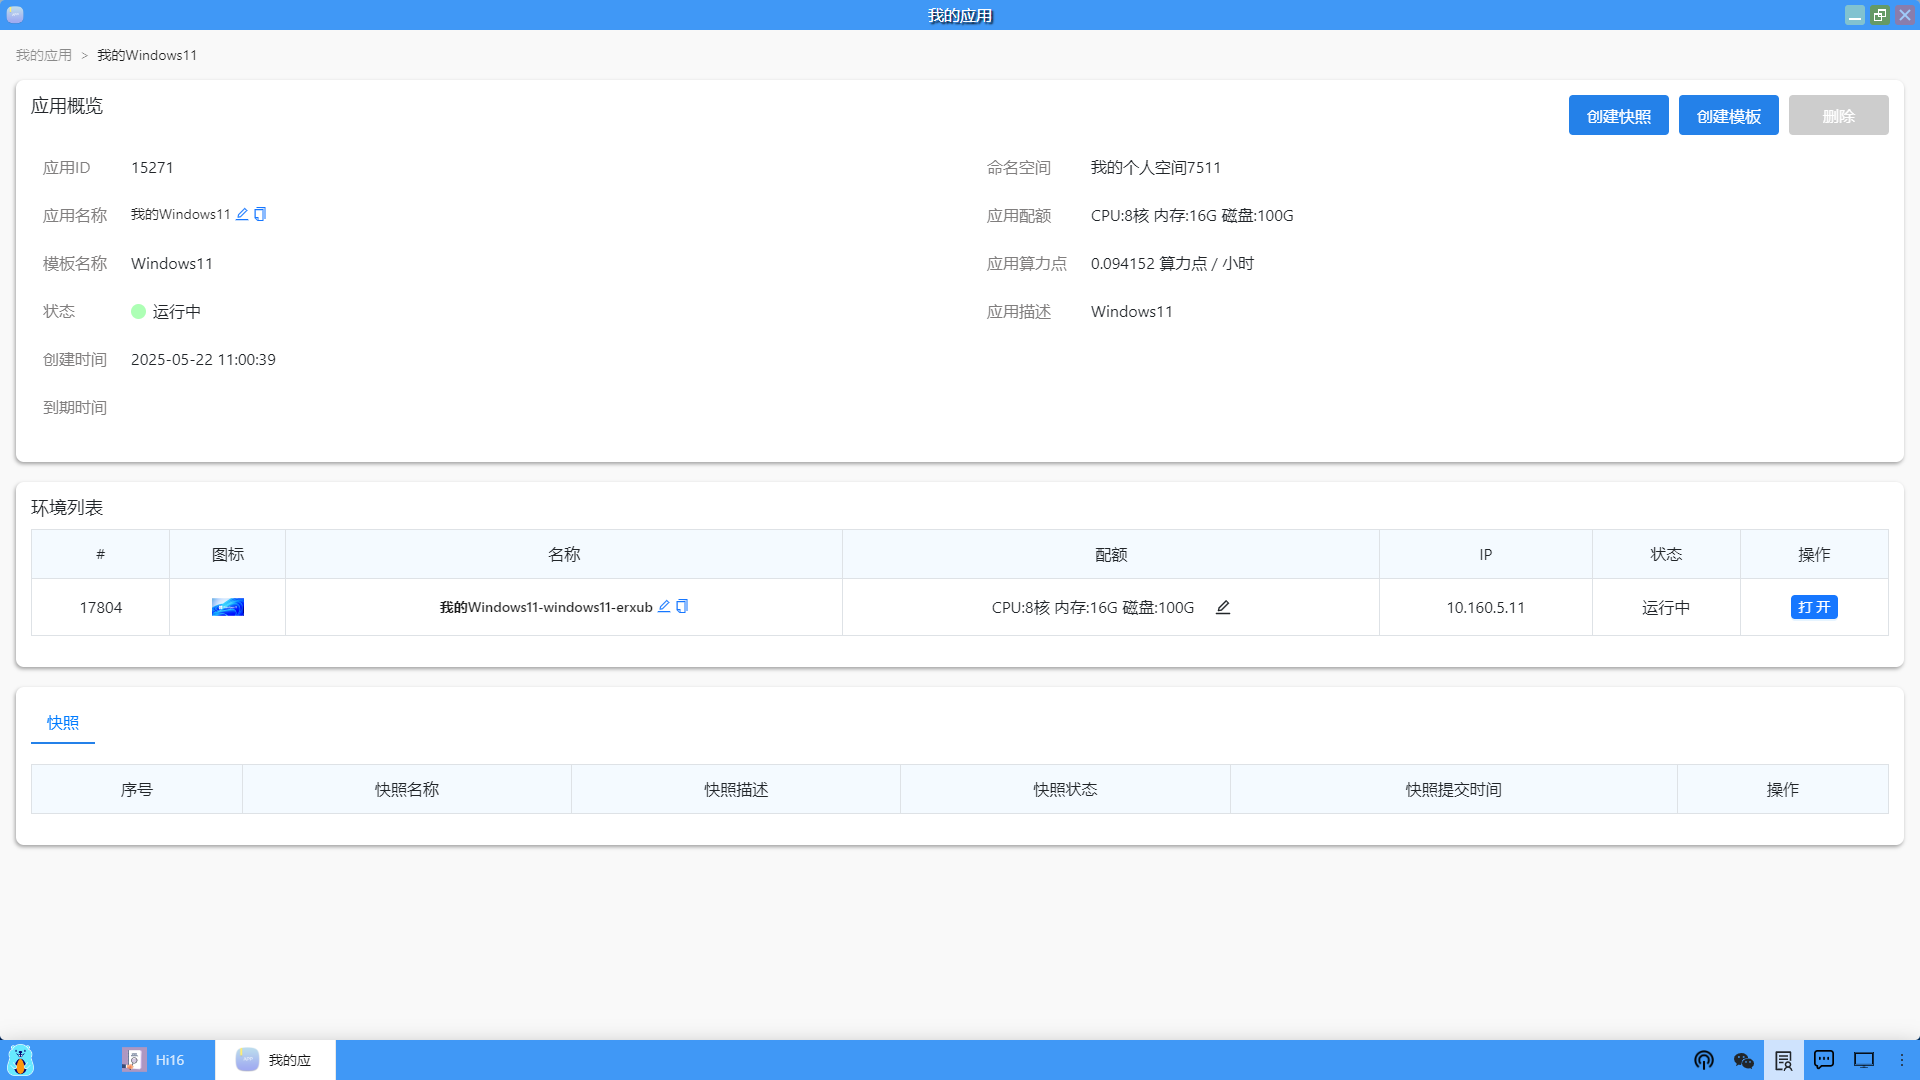 我的应用
我的应用 > 我的Windows11
应用概览
创建快照 创建模板 删除
应用ID 15271 命名空间 我的个人空间7511
应用名称 我的Windows11 应用配额 CPU:8核 内存:16G 磁盘:100G
模板名称 Windows11 应用算力点 0.094152 算力点 / 小时
状态 运行中 应用描述 Windows11
创建时间 2025-05-22 11:00:39
到期时间
环境列表
# 图标 名称 配额 IP 状态 操作
17804 我的Windows11-windows11-erxub CPU:8核 内存:16G 磁盘:100G 10.160.5.11 运行中 打 开
快照
序号 快照名称 快照描述 快照状态 快照提交时间 操作
Hi16 我的应